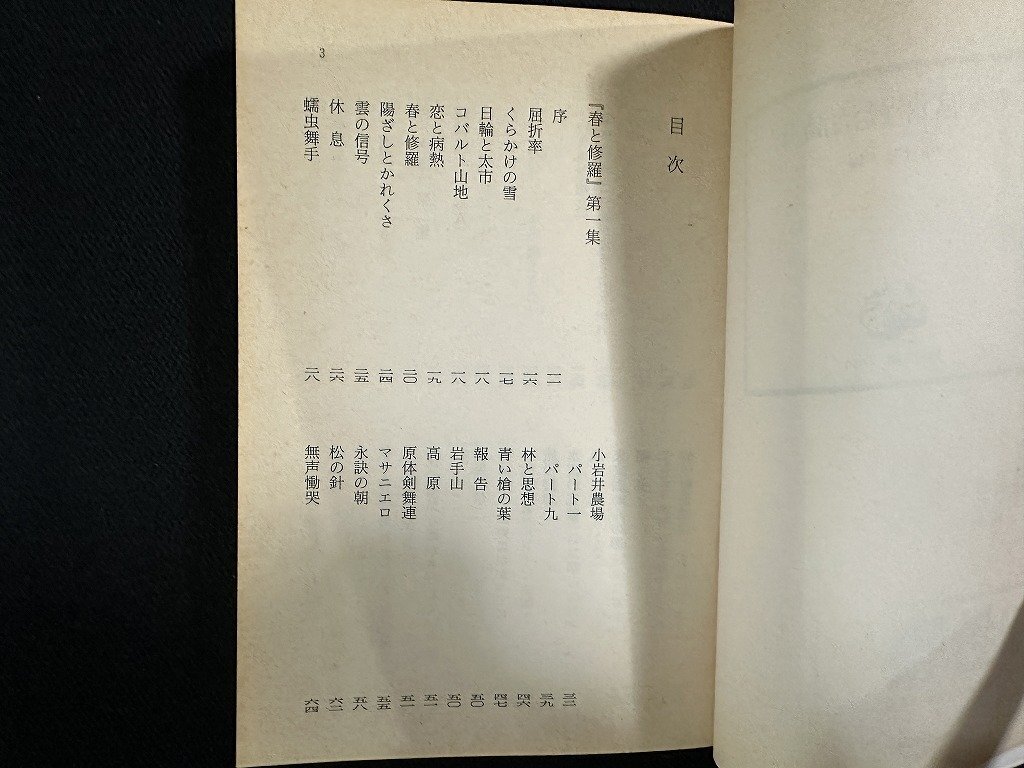 目次
『春と修羅』第一集
序 一一
屈折率 一六
くらかけの雪 一七
日輪と太市 一八
コバルト山地 一八
恋と病熱 一九
春と修羅 二〇
陽ざしとかれくさ 二四
雲の信号 二五
休息 二六
蠕虫舞手 二八
小岩井農場
パート一 三二
パート九 三九
林と思想 四六
青い槍の葉 四七
報告 五〇
岩手山 五〇
高原 五一
原体剣舞連 五一
マサニエロ 五五
永訣の朝 五八
松の針 六二
無声慟哭 六四
3